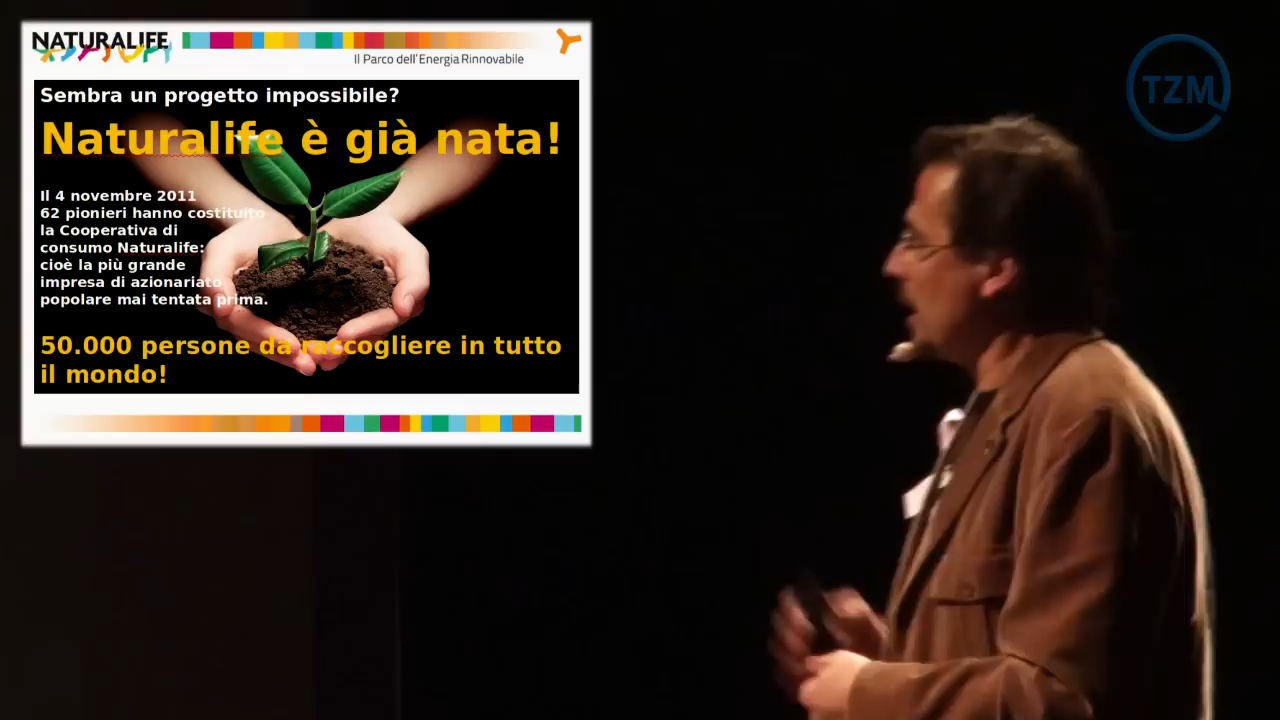 NATURALIFE
Il Parco dell'Energia Rinnovabile
TZM
Sembra un progetto impossibile?
Naturalife è già nata!
Il 4 novembre 2011
62 pionieri hanno costituito
la Cooperativa di
consumo Naturalife:
cioè la più grande
impresa di azionariato
popolare mai tentata prima.
50.000 persone da raccogliere in tutto
il mondo!